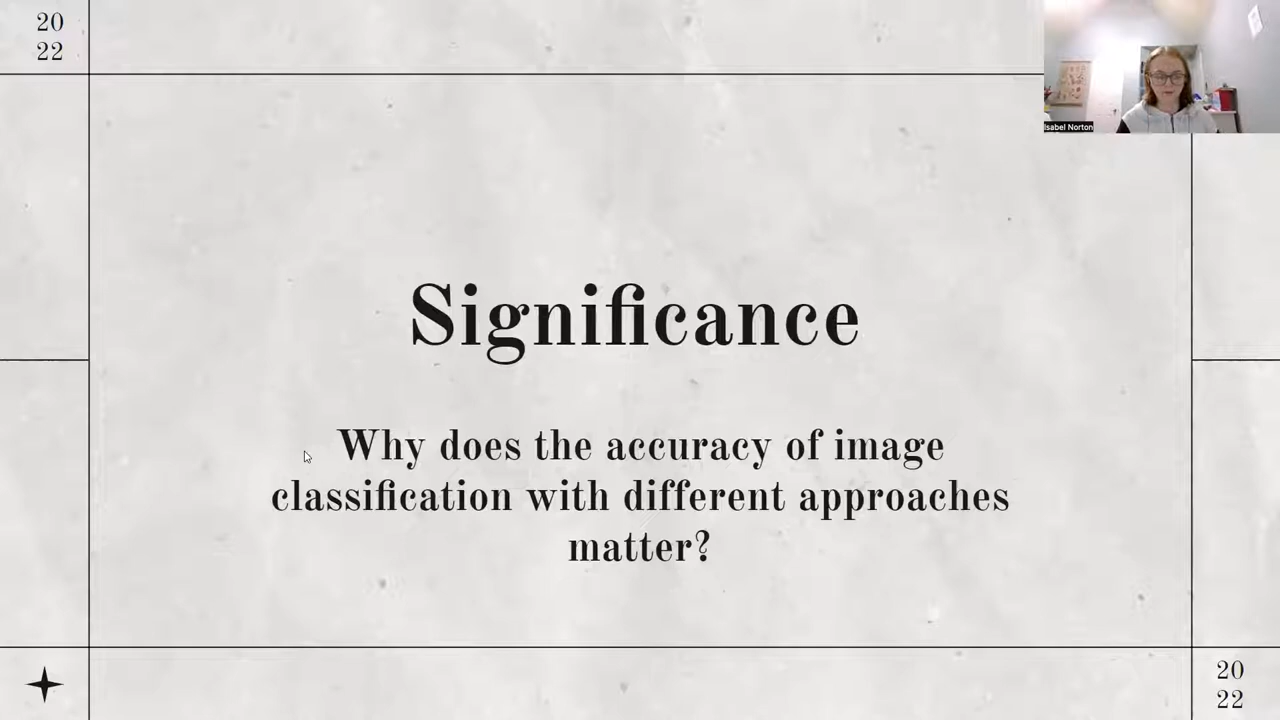 20
22
Isabel Norton
Significance
Why does the accuracy of image
classification with different approaches
matter?
20
22